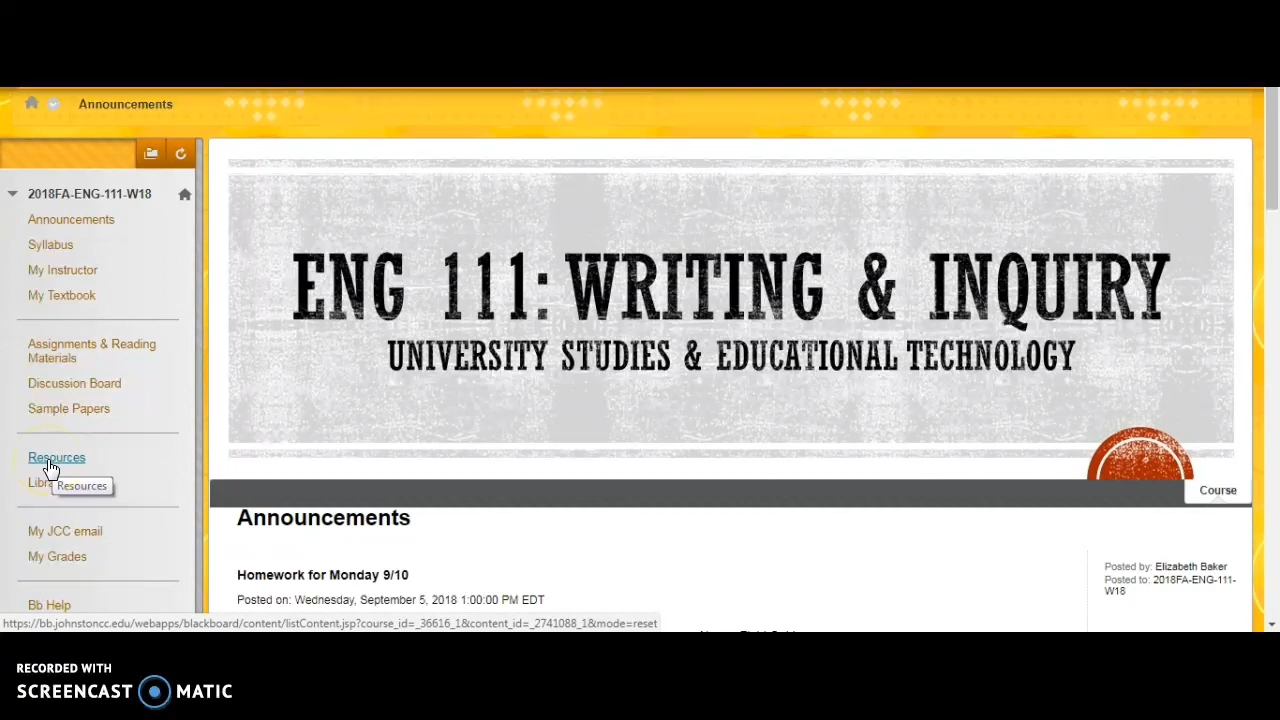 Announcements
2018FA-ENG-111-W18
Announcements
Syllabus
My Instructor
My Textbook
Assignments & Reading
Materials
Discussion Board
Sample Papers
Resources
Resources
My JCC email
My Grades
Bb Help
ENG 111: WRITING & INQUIRY
UNIVERSITY STUDIES & EDUCATIONAL TECHNOLOGY
Course
Announcements
Homework for Monday 9/10
Posted on: Wednesday, September 5, 2018 1:00:00 PM EDT
Posted by: Elizabeth Baker
Posted to: 2018FA-ENG-111-
W18
https://bb.johnstoncc.edu/webapps/blackboard/content/listContent.jsp?course_id=_36616_1&content_id=_2741088_1&mode=reset
RECORDED WITH
SCREENCAST MATIC